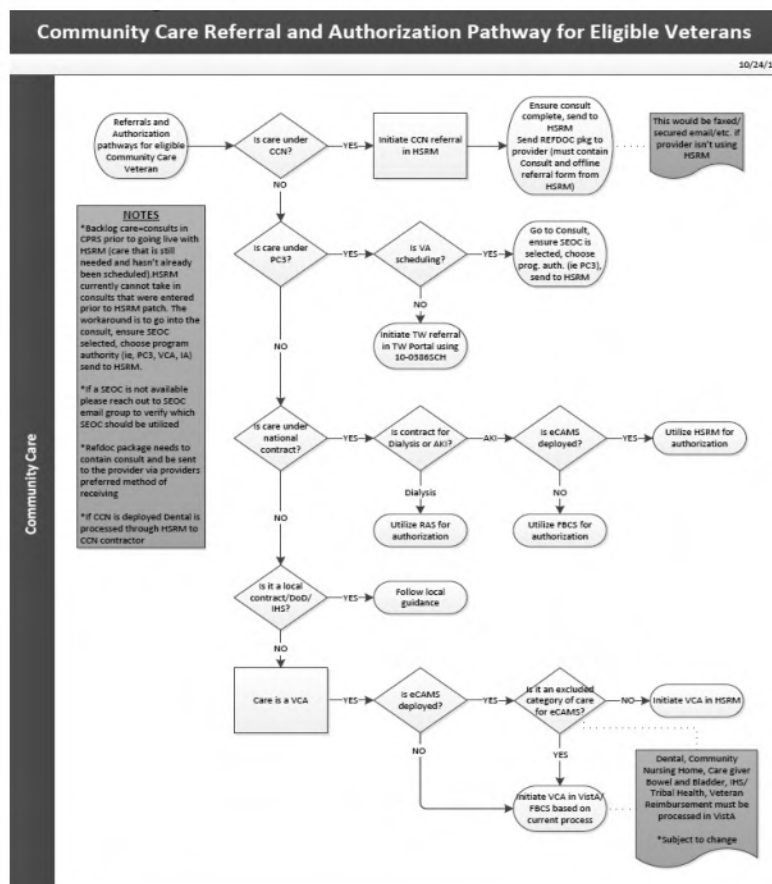 Community Care Referral and Authorization Pathway for Eligible Veterans
10/24/1
Community Care
Referrals and
Authorization
pathways for eligible
Community Care
Veteran
Is care under
CCN?
YES
Initiate CCN referral
in HSRM
Ensure consult
complete, send to
HSRM
Send REFDOC pkg to
provider (must contain
Consult and offline
referral form from
HSRM)
This would be faxed/
secured email/etc. if
provider isn't using
HSRM
NO
NOTES
*Backlog care=consults in
CPRS prior to going live with
HSRM (care that is still
needed and hasn't already
been scheduled).HSRM
currently cannot take in
consults that were entered
prior to HSRM patch. The
workaround is to go into the
consult, ensure SEOC
selected, choose program
authority (ie, PC3, VCA, IA)
send to HSRM.
*If a SEOC is not available
please reach out to SEOC
email group to verify which
SEOC should be utilized
*Refdoc package needs to
contain consult and be sent
to the provider via providers
preferred method of
receiving
*If CCN is deployed Dental is
processed through HSRM to
CCN contractor
Is care under
PC3?
YES
Is VA
scheduling?
YES
Go to Consult,
ensure SEOC is
selected, choose
prog. auth. (ie PC3),
send to HSRM
NO
Initiate TW referral
in TW Portal using
10-0386SCH
NO
Is care under
national
contract?
YES
Is contract for
Dialysis or AKI?
AKI
Is eCAMS
deployed?
YES
Utilize HSRM for
authorization
Dialysis
Utilize RAS for
authorization
NO
Utilize FBCS for
authorization
NO
Is it a local
contract/DoD/
IHS?
YES
Follow local
guidance
NO
Care is a VCA
YES
Is eCAMS
deployed?
YES
Is it an excluded
category of care
for eCAMS?
NO
Initiate VCA in HSRM
NO
YES
Initiate VCA in VistA/
FBCS based on
current process
Dental, Community
Nursing Home, Care giver
Bowel and Bladder, IHS/
Tribal Health, Veteran
Reimbursement must be
processed in VistA
*Subject to change